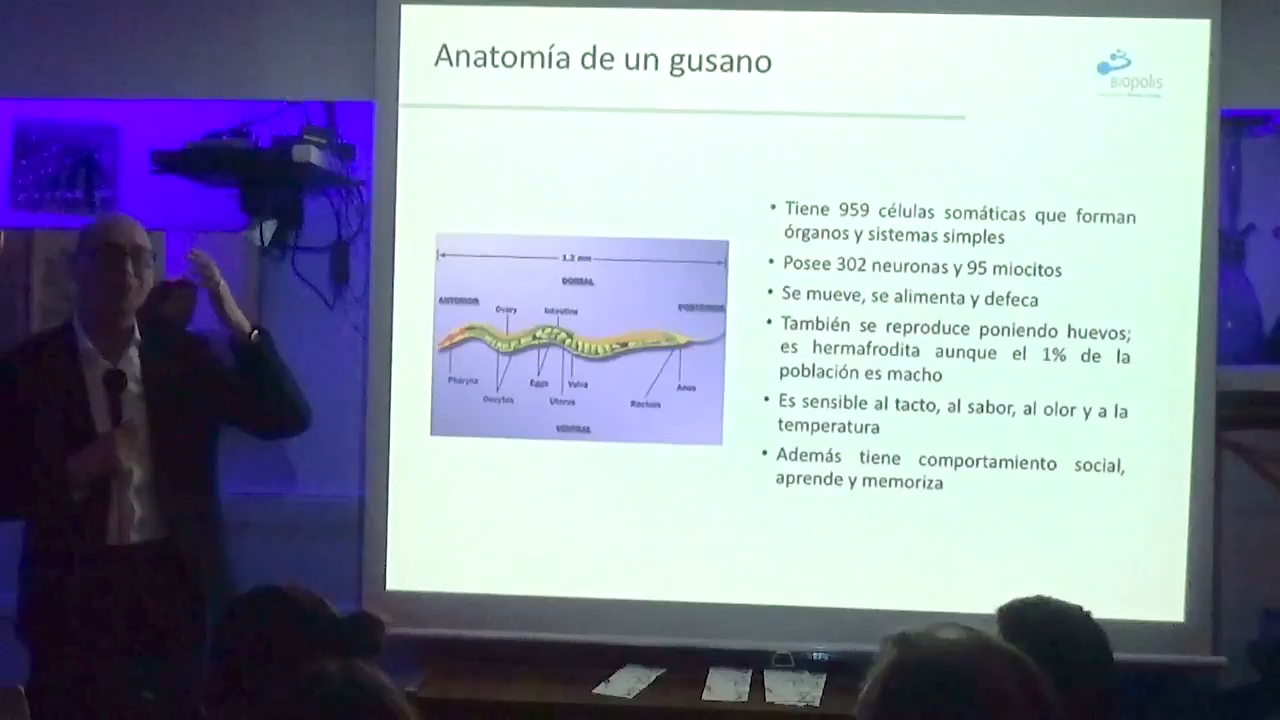 Anatomía de un gusano
Biopolis
• Tiene 959 células somáticas que forman
órganos y sistemas simples
• Posee 302 neuronas y 95 miocitos
• Se mueve, se alimenta y defeca
• También se reproduce poniendo huevos;
es hermafrodita aunque el 1% de la
población es macho
• Es sensible al tacto, al sabor, al olor y a la
temperatura
• Además tiene comportamiento social,
aprende y memoriza
1.2 mm
DORSAL
ANTERIOR
POSTERIOR
Ovary
Intestine
Pharynx
Eggs
Vulva
Anus
Oocytes
Uterus
Rectum
VENTRAL